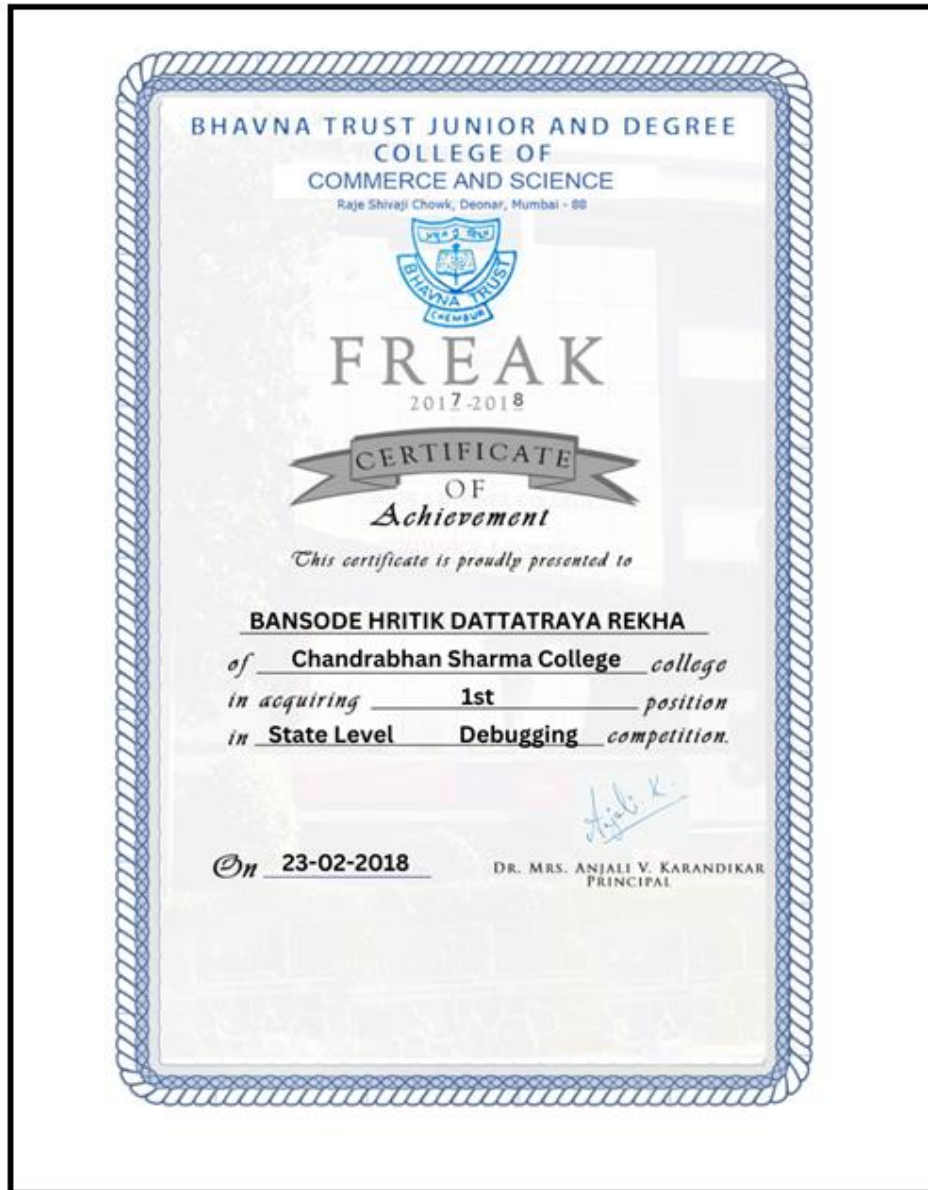 BHAVNA TRUST JUNIOR AND DEGREE
COLLEGE OF
COMMERCE AND SCIENCE
Raje Shivaji Chowk, Deonar, Mumbai - 88
BHAVNA TRUST
CHEMBUR
FREAK
2017-2018
CERTIFICATE
OF
Achievement
This certificate is proudly presented to
BANSODE HRITIK DATTATRAYA REKHA
of Chandrabhan Sharma College college
in acquiring 1st position
in State Level Debugging competition.
Anjali. K.
On 23-02-2018
DR. MRS. ANJALI V. KARANDIKAR
PRINCIPAL